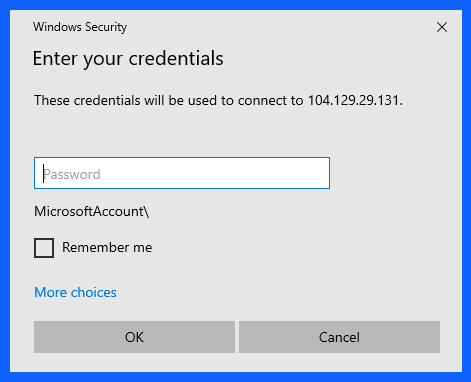 Windows Security
Enter your credentials
These credentials will be used to connect to 104.129.29.131.
Password
MicrosoftAccount\
Remember me
More choices
OK
Cancel